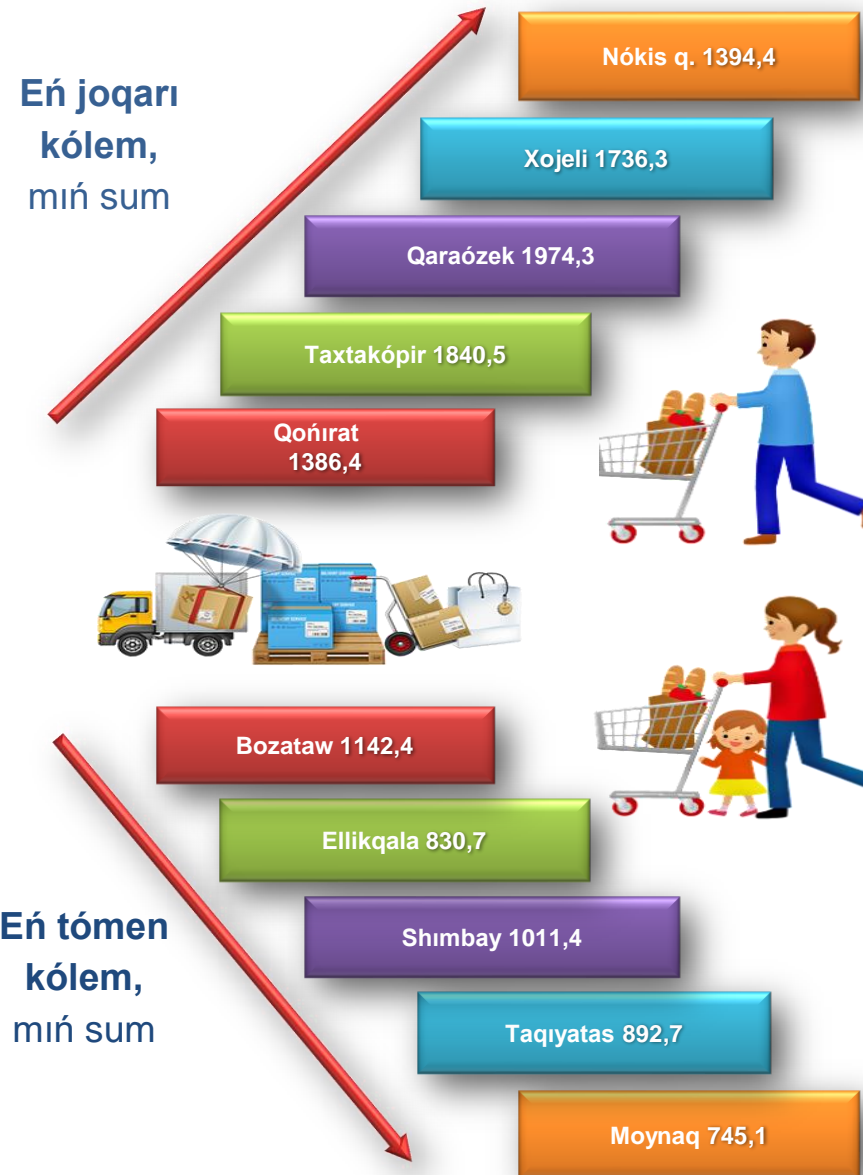 Eń joqarı
kólem,
mıń sum
Nókis q. 1394,4
Xojeli 1736,3
Qaraózek 1974,3
Taxtakópir 1840,5
Qońırat
1386,4
Bozataw 1142,4
Ellikqala 830,7
Shımbay 1011,4
Taqıyatas 892,7
Moynaq 745,1
Eń tómen
kólem,
mıń sum